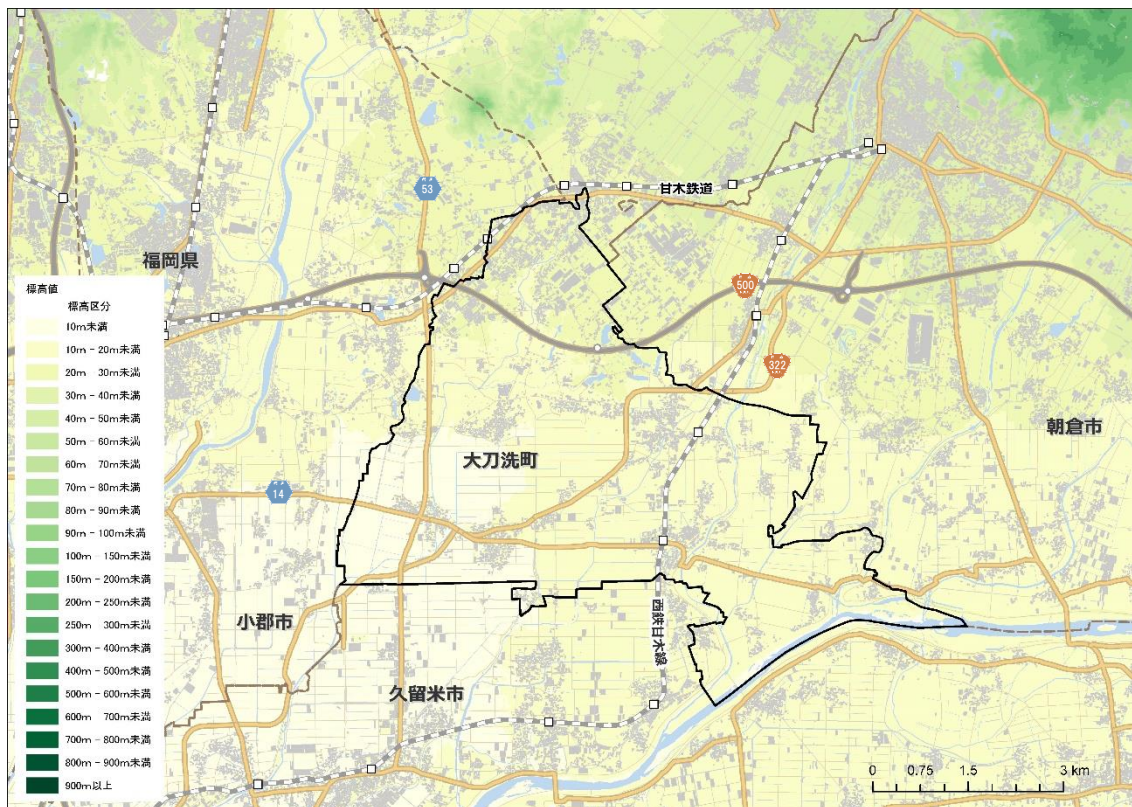 甘木鉄道
53
福岡県
500
322
標高値
標高区分
10m未満
10m - 20m未満
20m 30m未満
30m - 40m未満
40m - 50m未満
50m - 60m未満
60m 70m未満
70m - 80m未満
80m - 90m未満
90m - 100m未満
100m - 150m未満
150m - 200m未満
200m - 250m未満
250m 300m未満
300m - 400m未満
400m - 500m未満
500m - 600m未満
600m 700m未満
700m - 800m未満
800m - 900m未満
900m以上
朝倉市
大刀洗町
14
小郡市
西鉄甘木線
久留米市
0 0.75 1.5 3 km